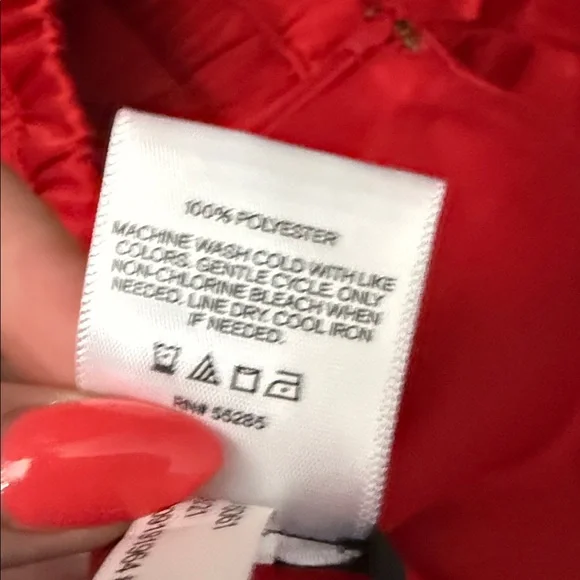 100% POLYESTER
MACHINE WASH COLD WITH LIKE
COLORS. GENTLE CYCLE. ONLY
NON-CHLORINE BLEACH WHEN
NEEDED. LINE DRY. COOL IRON
IF NEEDED.
RN# 55285